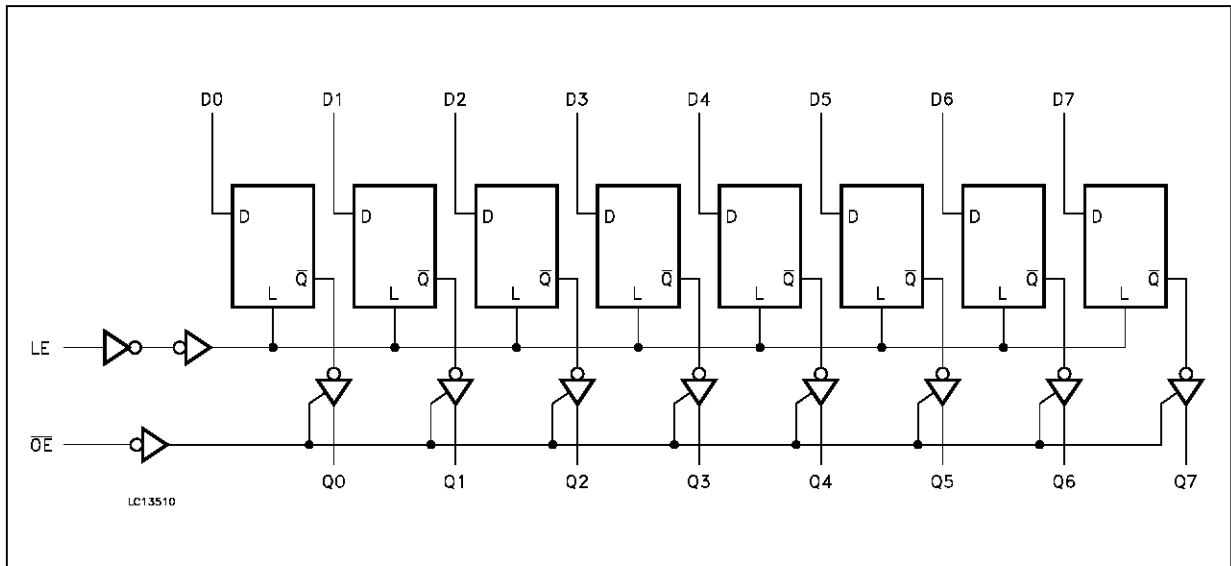 D0 D1 D2 D3 D4 D5 D6 D7
D D D D D D D D
Q̅ Q̅ Q̅ Q̅ Q̅ Q̅ Q̅ Q̅
L L L L L L L L
LE
O̅E̅
Q0 Q1 Q2 Q3 Q4 Q5 Q6 Q7
LC13510